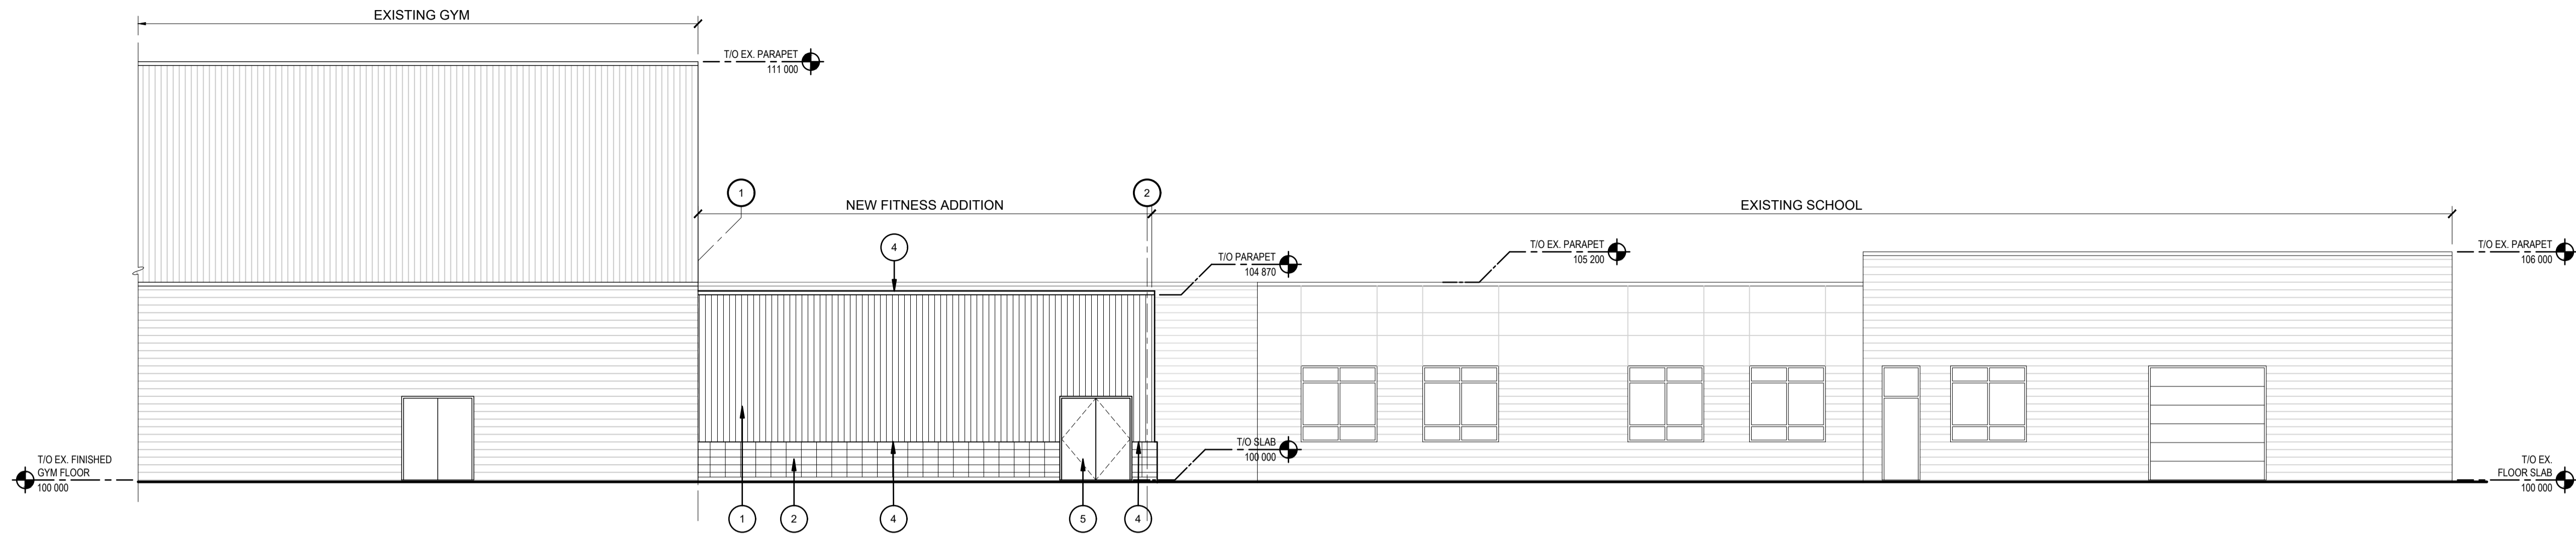 EXISTING GYM
T/O EX. PARAPET
111 000
1
2
NEW FITNESS ADDITION
EXISTING SCHOOL
4
T/O PARAPET
104 870
T/O EX. PARAPET
105 200
T/O EX. PARAPET
106 000
T/O SLAB
100 000
T/O EX. FINISHED
GYM FLOOR
100 000
T/O EX.
FLOOR SLAB
100 000
1
2
4
5
4